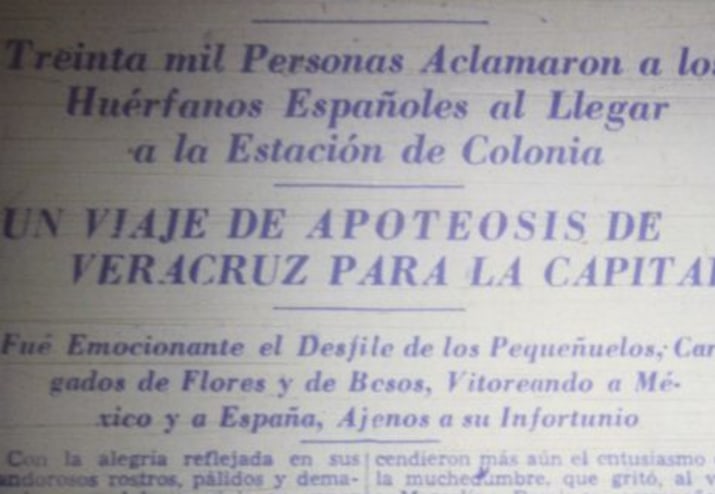 Treinta mil Personas Aclamaron a los
Huérfanos Españoles al Llegar
a la Estación de Colonia
UN VIAJE DE APOTEOSIS DE
VERACRUZ PARA LA CAPITAL
Fué Emocionante el Desfile de los Pequeñuelos, Car-
gados de Flores y de Besos, Vitoreando a Mé-
xico y a España, Ajenos a su Infortunio
Con la alegría reflejada en sus
andorosos rostros, pálidos y dema-
cendieron más aún el entusiasmo
la muchedumbre, que gritó, al v